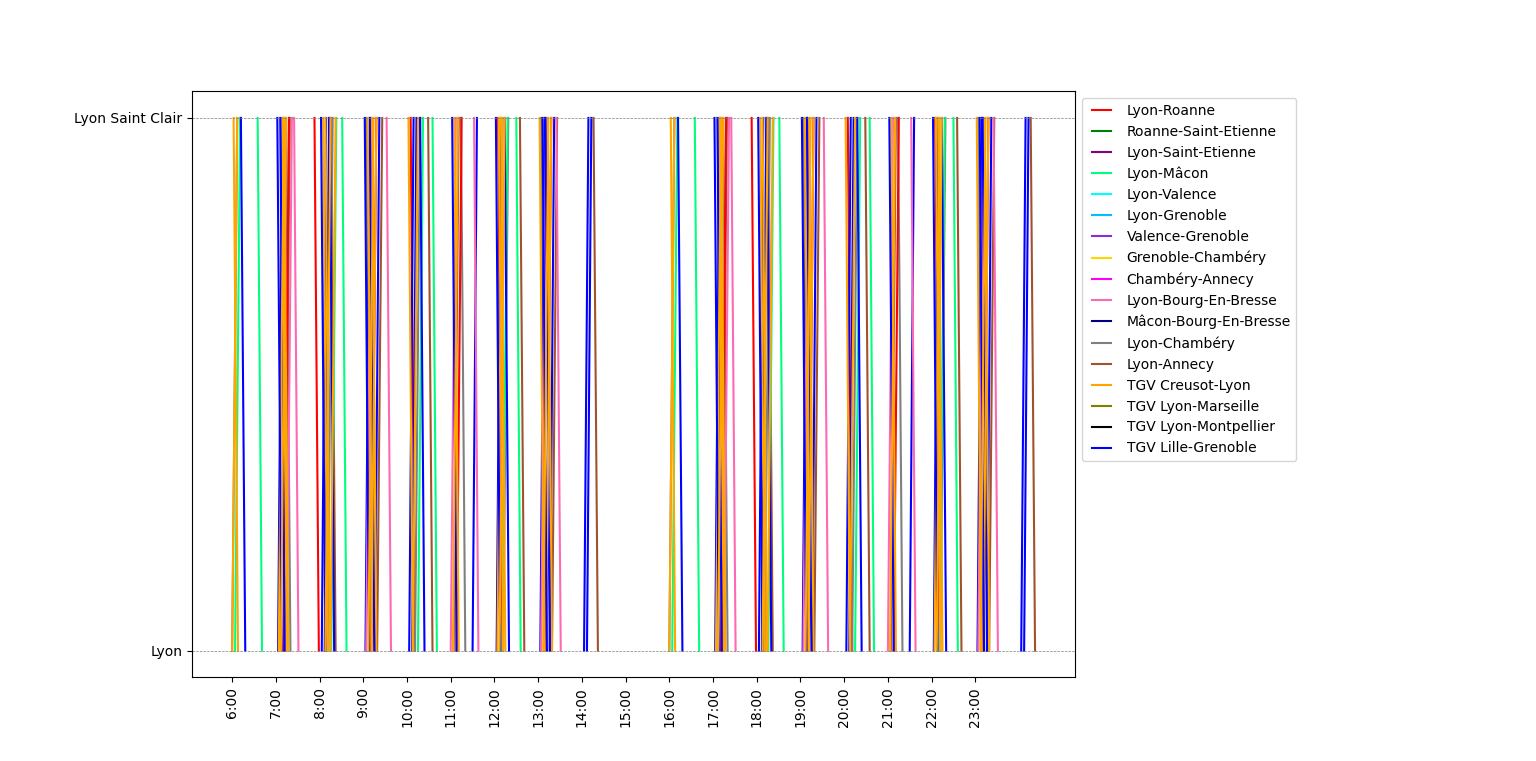 Lyon Saint Clair
Lyon
6:00
7:00
8:00
9:00
10:00
11:00
12:00
13:00
14:00
15:00
16:00
17:00
18:00
19:00
20:00
21:00
22:00
23:00
Lyon-Roanne
Roanne-Saint-Etienne
Lyon-Saint-Etienne
Lyon-Mâcon
Lyon-Valence
Lyon-Grenoble
Valence-Grenoble
Grenoble-Chambéry
Chambéry-Annecy
Lyon-Bourg-En-Bresse
Mâcon-Bourg-En-Bresse
Lyon-Chambéry
Lyon-Annecy
TGV Creusot-Lyon
TGV Lyon-Marseille
TGV Lyon-Montpellier
TGV Lille-Grenoble